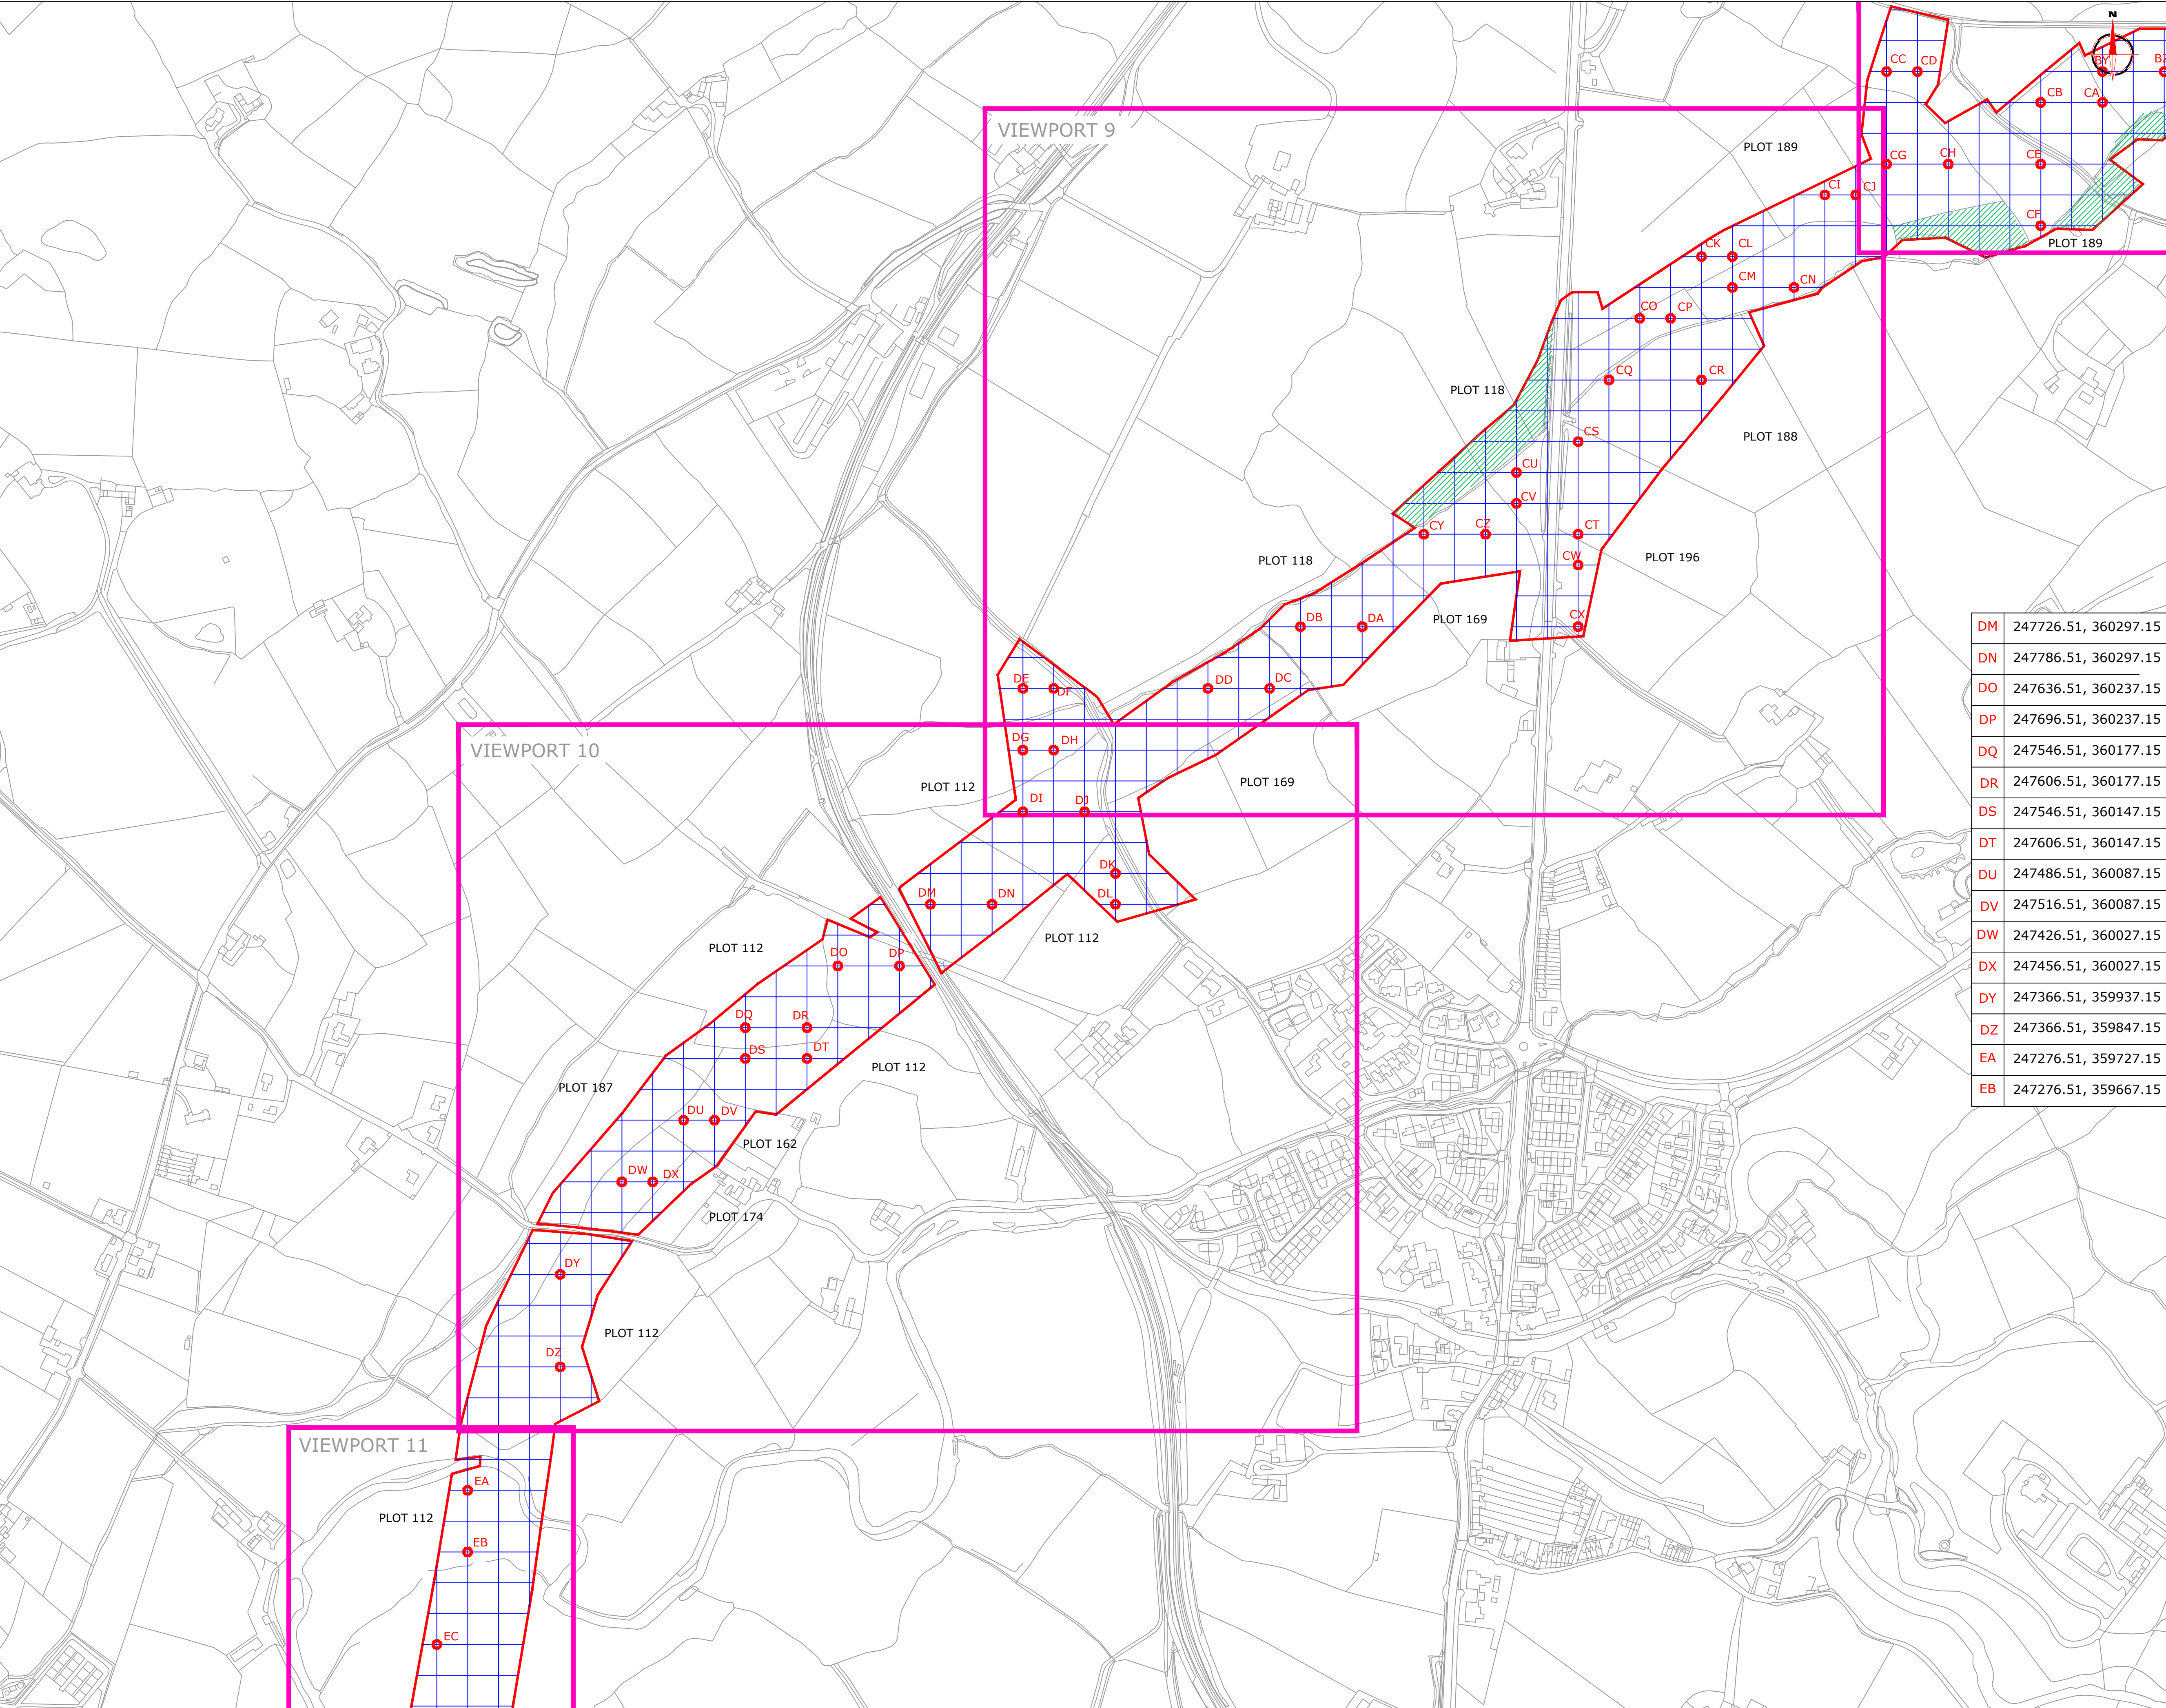 N
CC CD BY BZ
CB CA
VIEWPORT 9
PLOT 189
CG CH CE
CI CJ
CF
PLOT 189
CK CL
CM CN
CO CP
CQ CR
PLOT 118
PLOT 188
CS
CU
CV
CY CZ CT
CW
PLOT 118
PLOT 196
PLOT 169
DB DA CX
DE DF DD DC
VIEWPORT 10
DG DH
PLOT 112
PLOT 169
DI DJ
DK
DM DN DL
PLOT 112
PLOT 112
DO DP
DQ DR
DS DT
PLOT 112
PLOT 187
DU DV
PLOT 162
DW DX
PLOT 174
DY
PLOT 112
DZ
VIEWPORT 11
EA
PLOT 112
EB
EC
DM 247726.51, 360297.15
DN 247786.51, 360297.15
DO 247636.51, 360237.15
DP 247696.51, 360237.15
DQ 247546.51, 360177.15
DR 247606.51, 360177.15
DS 247546.51, 360147.15
DT 247606.51, 360147.15
DU 247486.51, 360087.15
DV 247516.51, 360087.15
DW 247426.51, 360027.15
DX 247456.51, 360027.15
DY 247366.51, 359937.15
DZ 247366.51, 359847.15
EA 247276.51, 359727.15
EB 247276.51, 359667.15